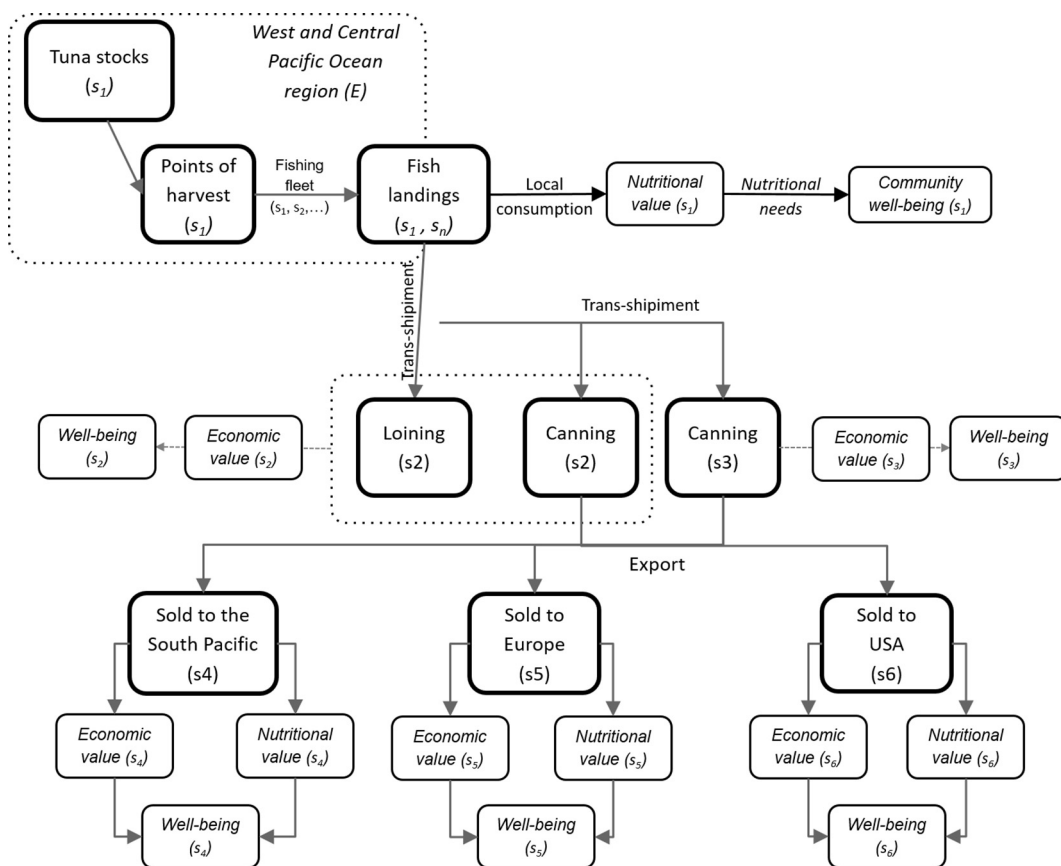 West and Central
Pacific Ocean
region (E)
Tuna stocks
(s1)
Points of
harvest
(s1)
Fishing
fleet
(s1, s2,...)
Fish
landings
(s1 , sn)
Local
consumption
Nutritional
value (s1)
Nutritional
needs
Community
well-being (s1)
Trans-shipiment
Trans-shipiment
Well-being
(s2)
Economic
value (s2)
Loining
(s2)
Canning
(s2)
Canning
(s3)
Economic
value (s3)
Well-being
(s3)
Export
Sold to the
South Pacific
(s4)
Sold to
Europe
(s5)
Sold to
USA
(s6)
Economic
value (s4)
Nutritional
value (s4)
Economic
value (s5)
Nutritional
value (s5)
Economic
value (s6)
Nutritional
value (s6)
Well-being
(s4)
Well-being
(s5)
Well-being
(s6)